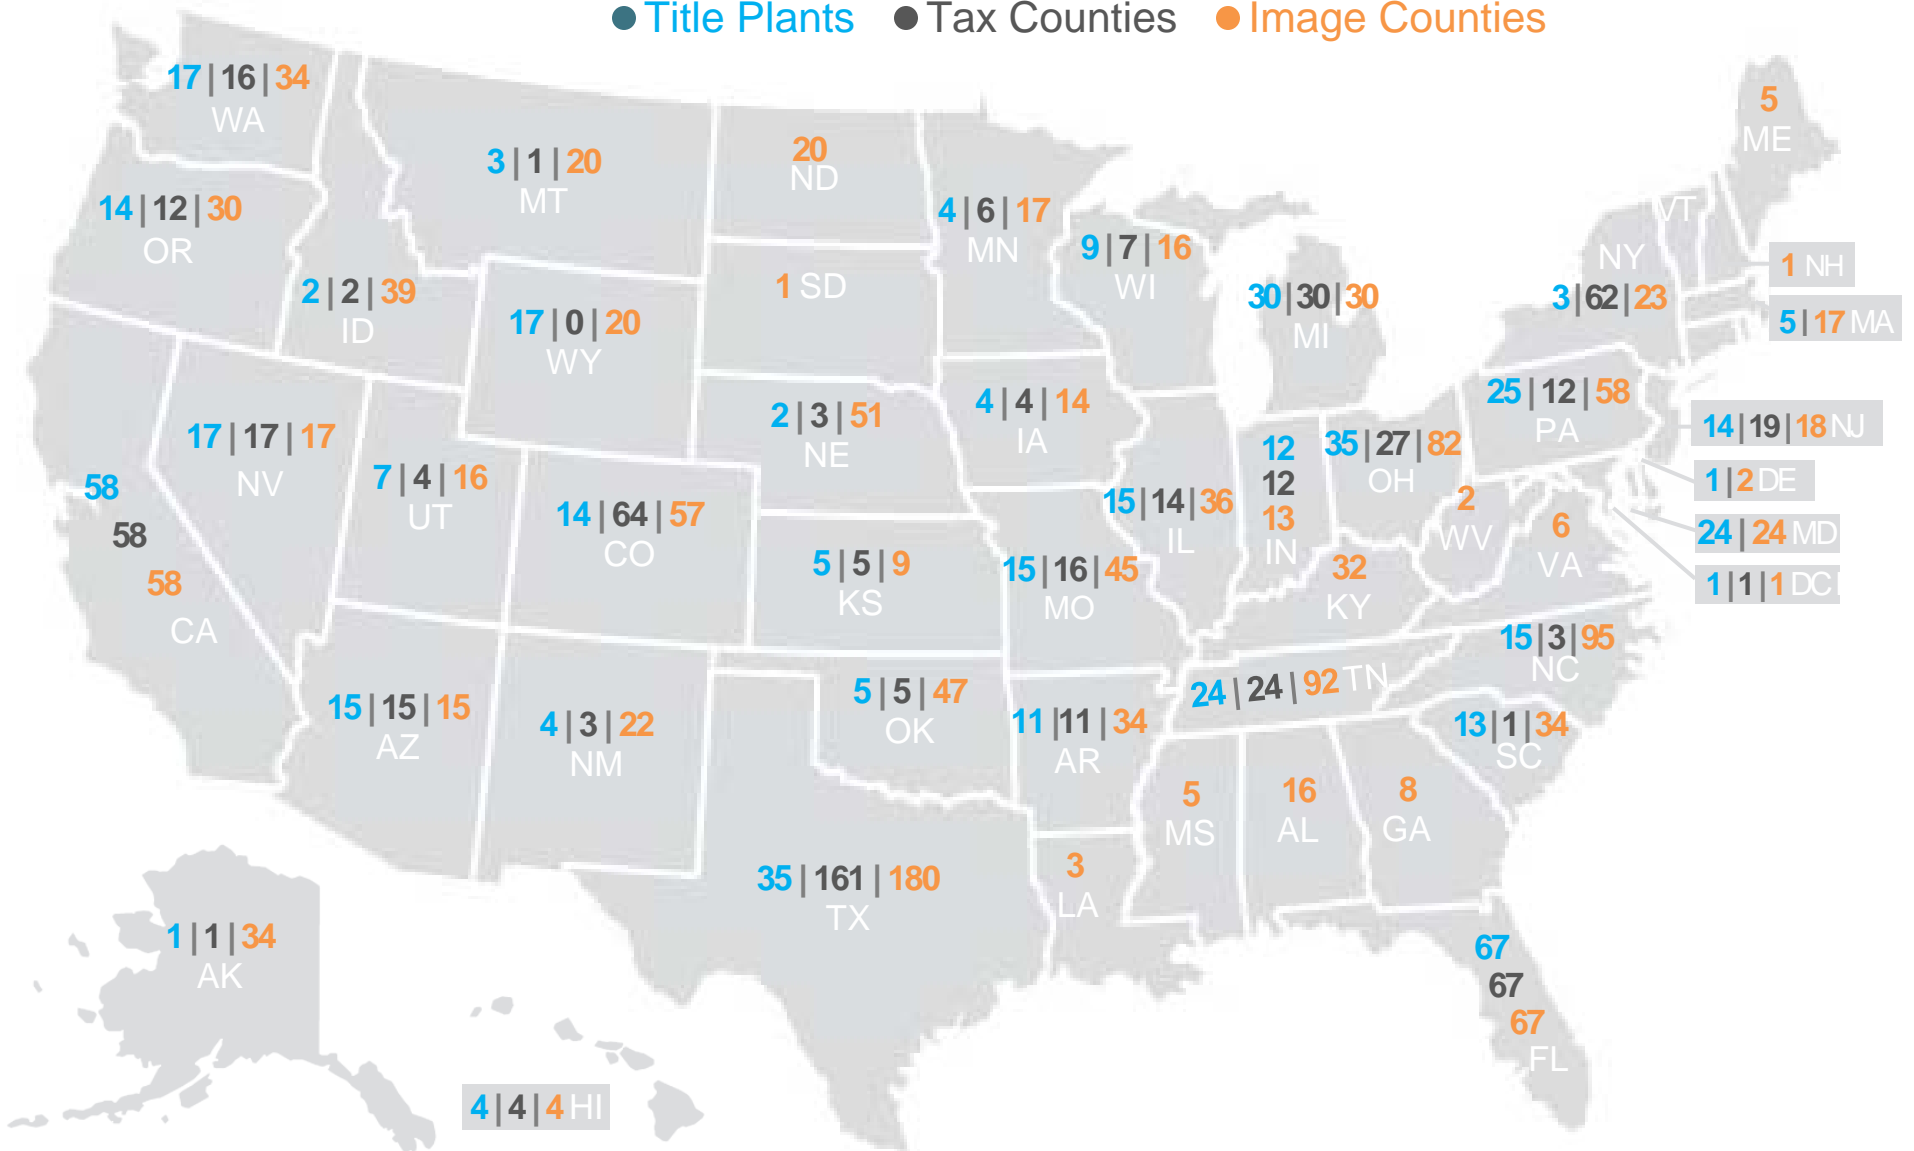 Title Plants Tax Counties Image Counties
17|16|34
WA
5
ME
3|1|20
MT
20
ND
14|12|30
OR
4|6|17
MN
VT
9|7|16
WI
NY
3|62|23
1 NH
2|2|39
ID
1 SD
30|30|30
MI
5|17 MA
17|0|20
WY
25|12|58
PA
2|3|51
NE
4|4|14
IA
14|19|18 NJ
17|17|17
NV
12
12
13
IN
35|27|82
OH
7|4|16
UT
1|2 DE
58
58
58
CA
14|64|57
CO
15|14|36
IL
2
WV
6
VA
24|24 MD
5|5|9
KS
15|16|45
MO
32
KY
1|1|1 DC
15|3|95
NC
24|24|92 TN
15|15|15
AZ
4|3|22
NM
5|5|47
OK
11|11|34
AR
13|1|34
SC
5
MS
16
AL
8
GA
35|161|180
TX
3
LA
1|1|34
AK
67
67
67
FL
4|4|4 HI